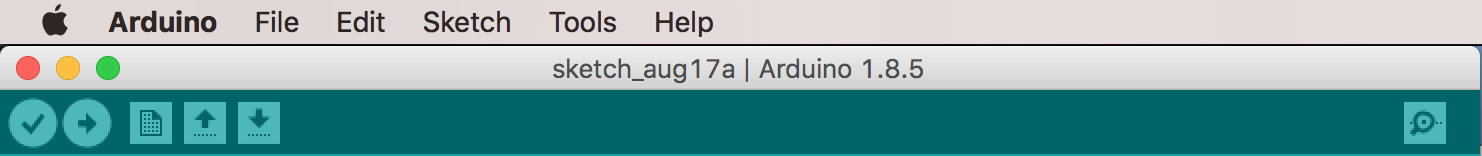 Arduino File Edit Sketch Tools Help
sketch_aug17a | Arduino 1.8.5